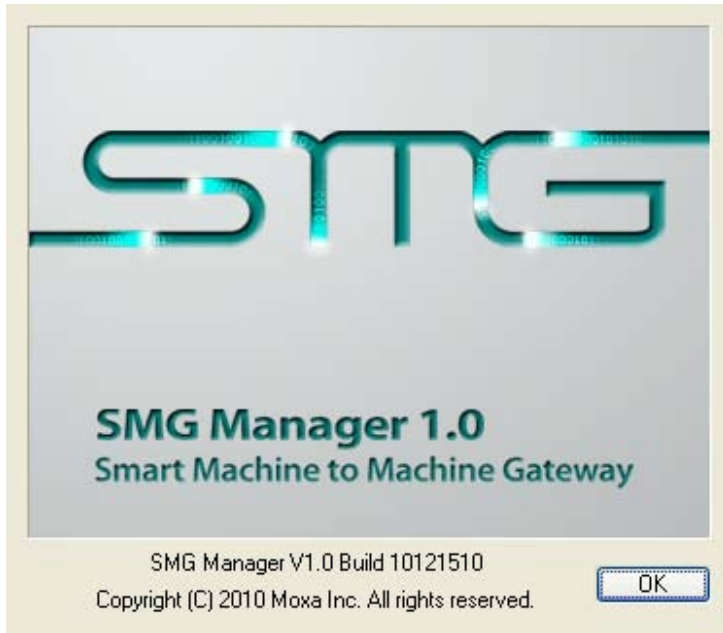 SMG
SMG Manager 1.0
Smart Machine to Machine Gateway
SMG Manager V1.0 Build 10121510
Copyright (C) 2010 Moxa Inc. All rights reserved.
OK